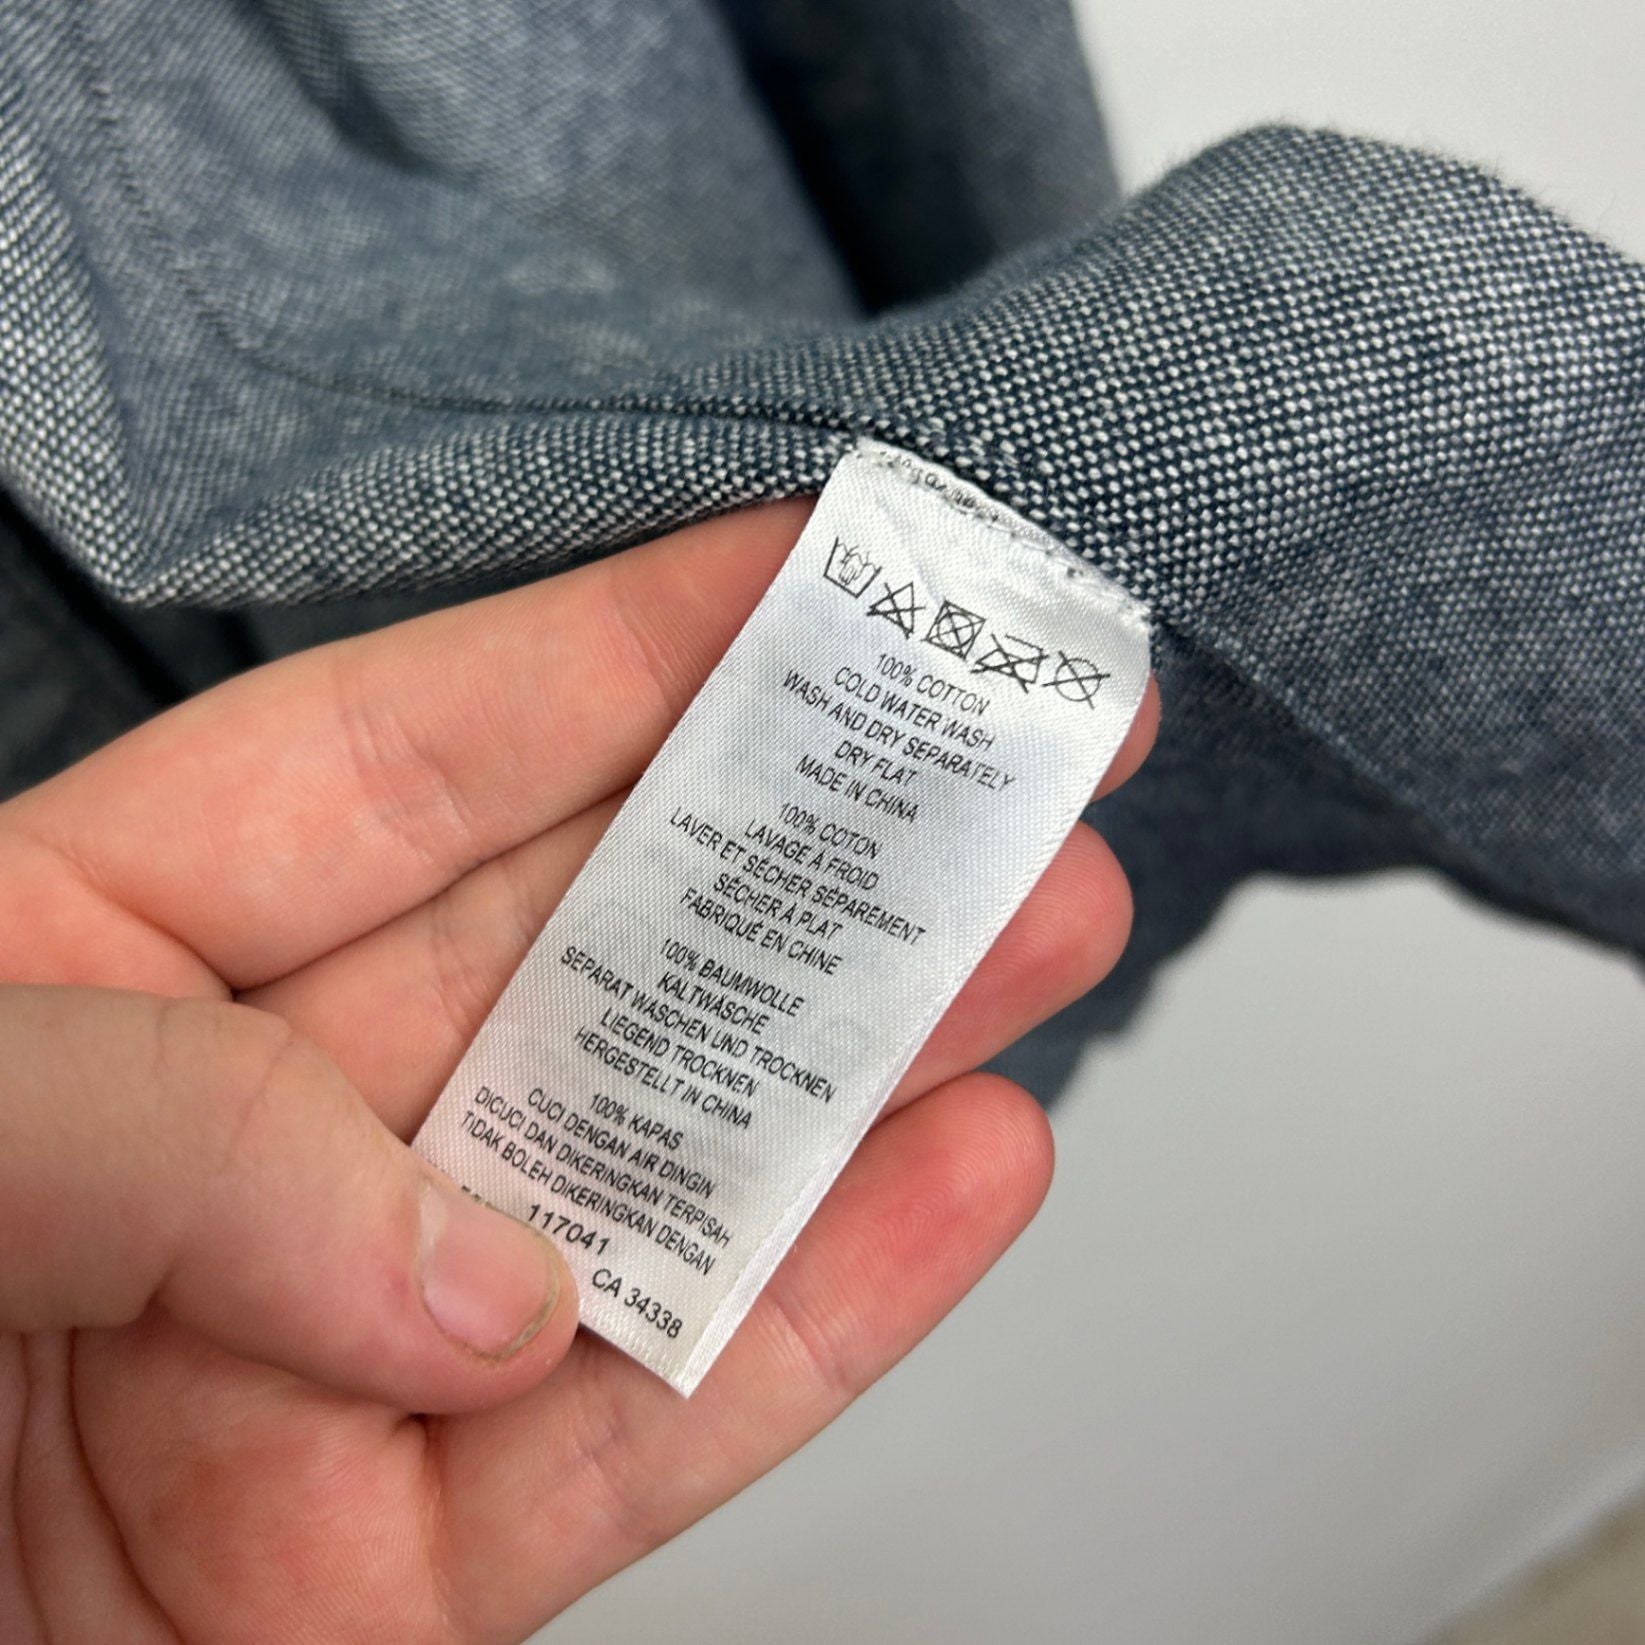 100% COTTON
COLD WATER WASH
WASH AND DRY SEPARATELY
DRY FLAT
MADE IN CHINA
100% COTON
LAVAGE À FROID
LAVER ET SÉCHER SÉPAREMENT
SÉCHER À PLAT
FABRIQUÉ EN CHINE
100% BAUMWOLLE
KALTWÄSCHE
SEPARAT WASCHEN UND TROCKNEN
LIEGEND TROCKNEN
HERGESTELLT IN CHINA
100% KAPAS
CUCI DENGAN AIR DINGIN
DICUCI DAN DIKERINGKAN TERPISAH
TIDAK BOLEH DIKERINGKAN DENGAN
117041
CA 34338